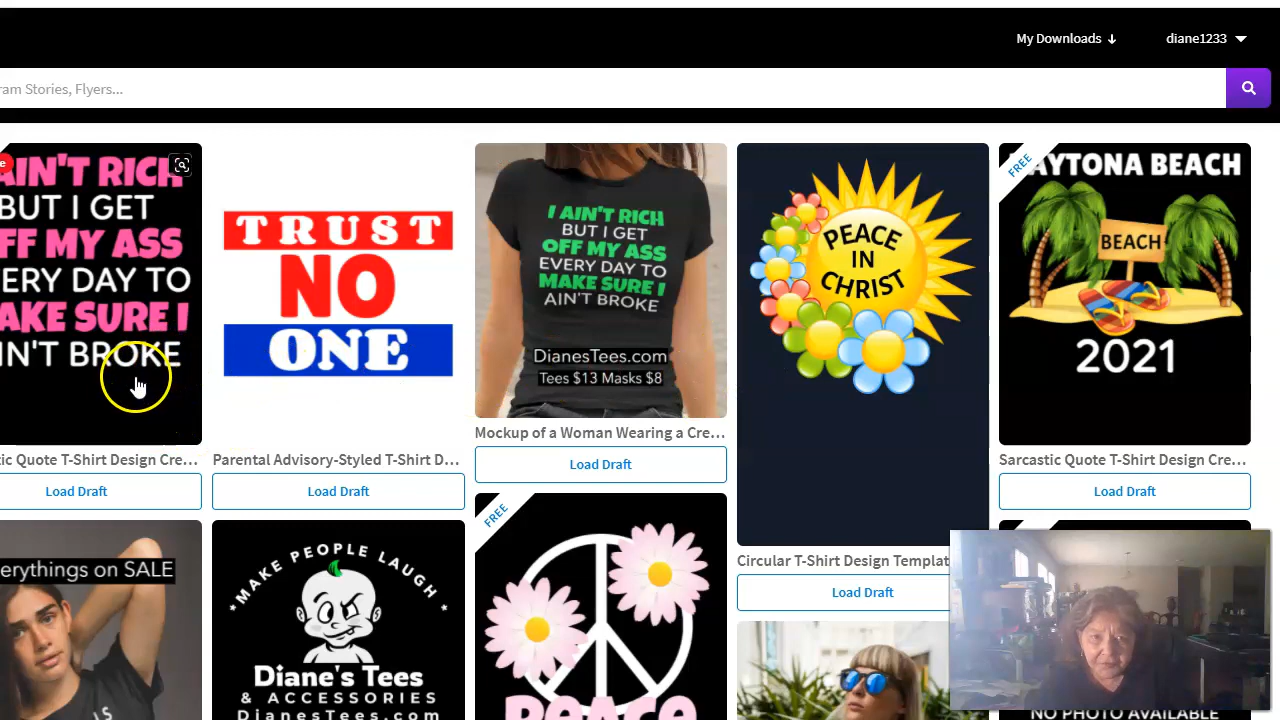 My Downloads
diane1233
ram Stories, Flyers...
AIN'T RICH
BUT I GET
FF MY ASS
ERY DAY TO
AKE SURE I
IN'T BROKE
tic Quote T-Shirt Design Cre...
Load Draft
TRUST
NO
ONE
Parental Advisory-Styled T-Shirt D...
Load Draft
I AIN'T RICH
BUT I GET
OFF MY ASS
EVERY DAY TO
MAKE SURE I
AIN'T BROKE
DianesTees.com
Tees $13 Masks $8
Mockup of a Woman Wearing a Cre...
Load Draft
PEACE
IN
CHRIST
Circular T-Shirt Design Templat
Load Draft
FREE
AYTONA BEACH
BEACH
2021
Sarcastic Quote T-Shirt Design Cre...
Load Draft
erythings on SALE
MAKE PEOPLE LAUGH
Diane's Tees
& ACCESSORIES
DianesTees.com
FREE
Peace
NO PHOTO AVAILABLE